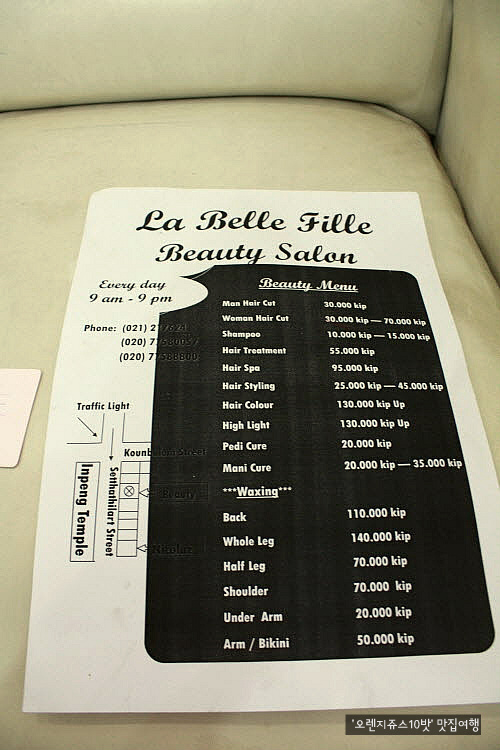 La Belle Fille
Beauty Salon
Every day
9 am - 9 pm
Phone: (021)
(020)
(020)
Beauty Menu
Man Hair Cut 30.000 kip
Woman Hair Cut 30.000 kip — 70.000 kip
Shampoo 10.000 kip — 15.000 kip
Hair Treatment 55.000 kip
Hair Spa 95.000 kip
Hair Styling 25.000 kip — 45.000 kip
Hair Colour 130.000 kip Up
High Light 130.000 kip Up
Pedi Cure 20.000 kip
Mani Cure 20.000 kip — 35.000 kip
***Waxing***
Back 110.000 kip
Whole Leg 140.000 kip
Half Leg 70.000 kip
Shoulder 70.000 kip
Under Arm 20.000 kip
Arm / Bikini 50.000 kip
Traffic Light
Street
Inpeng Temple
Setthathilart Street
Beauty
'오렌지쥬스10밧' 맛집여행